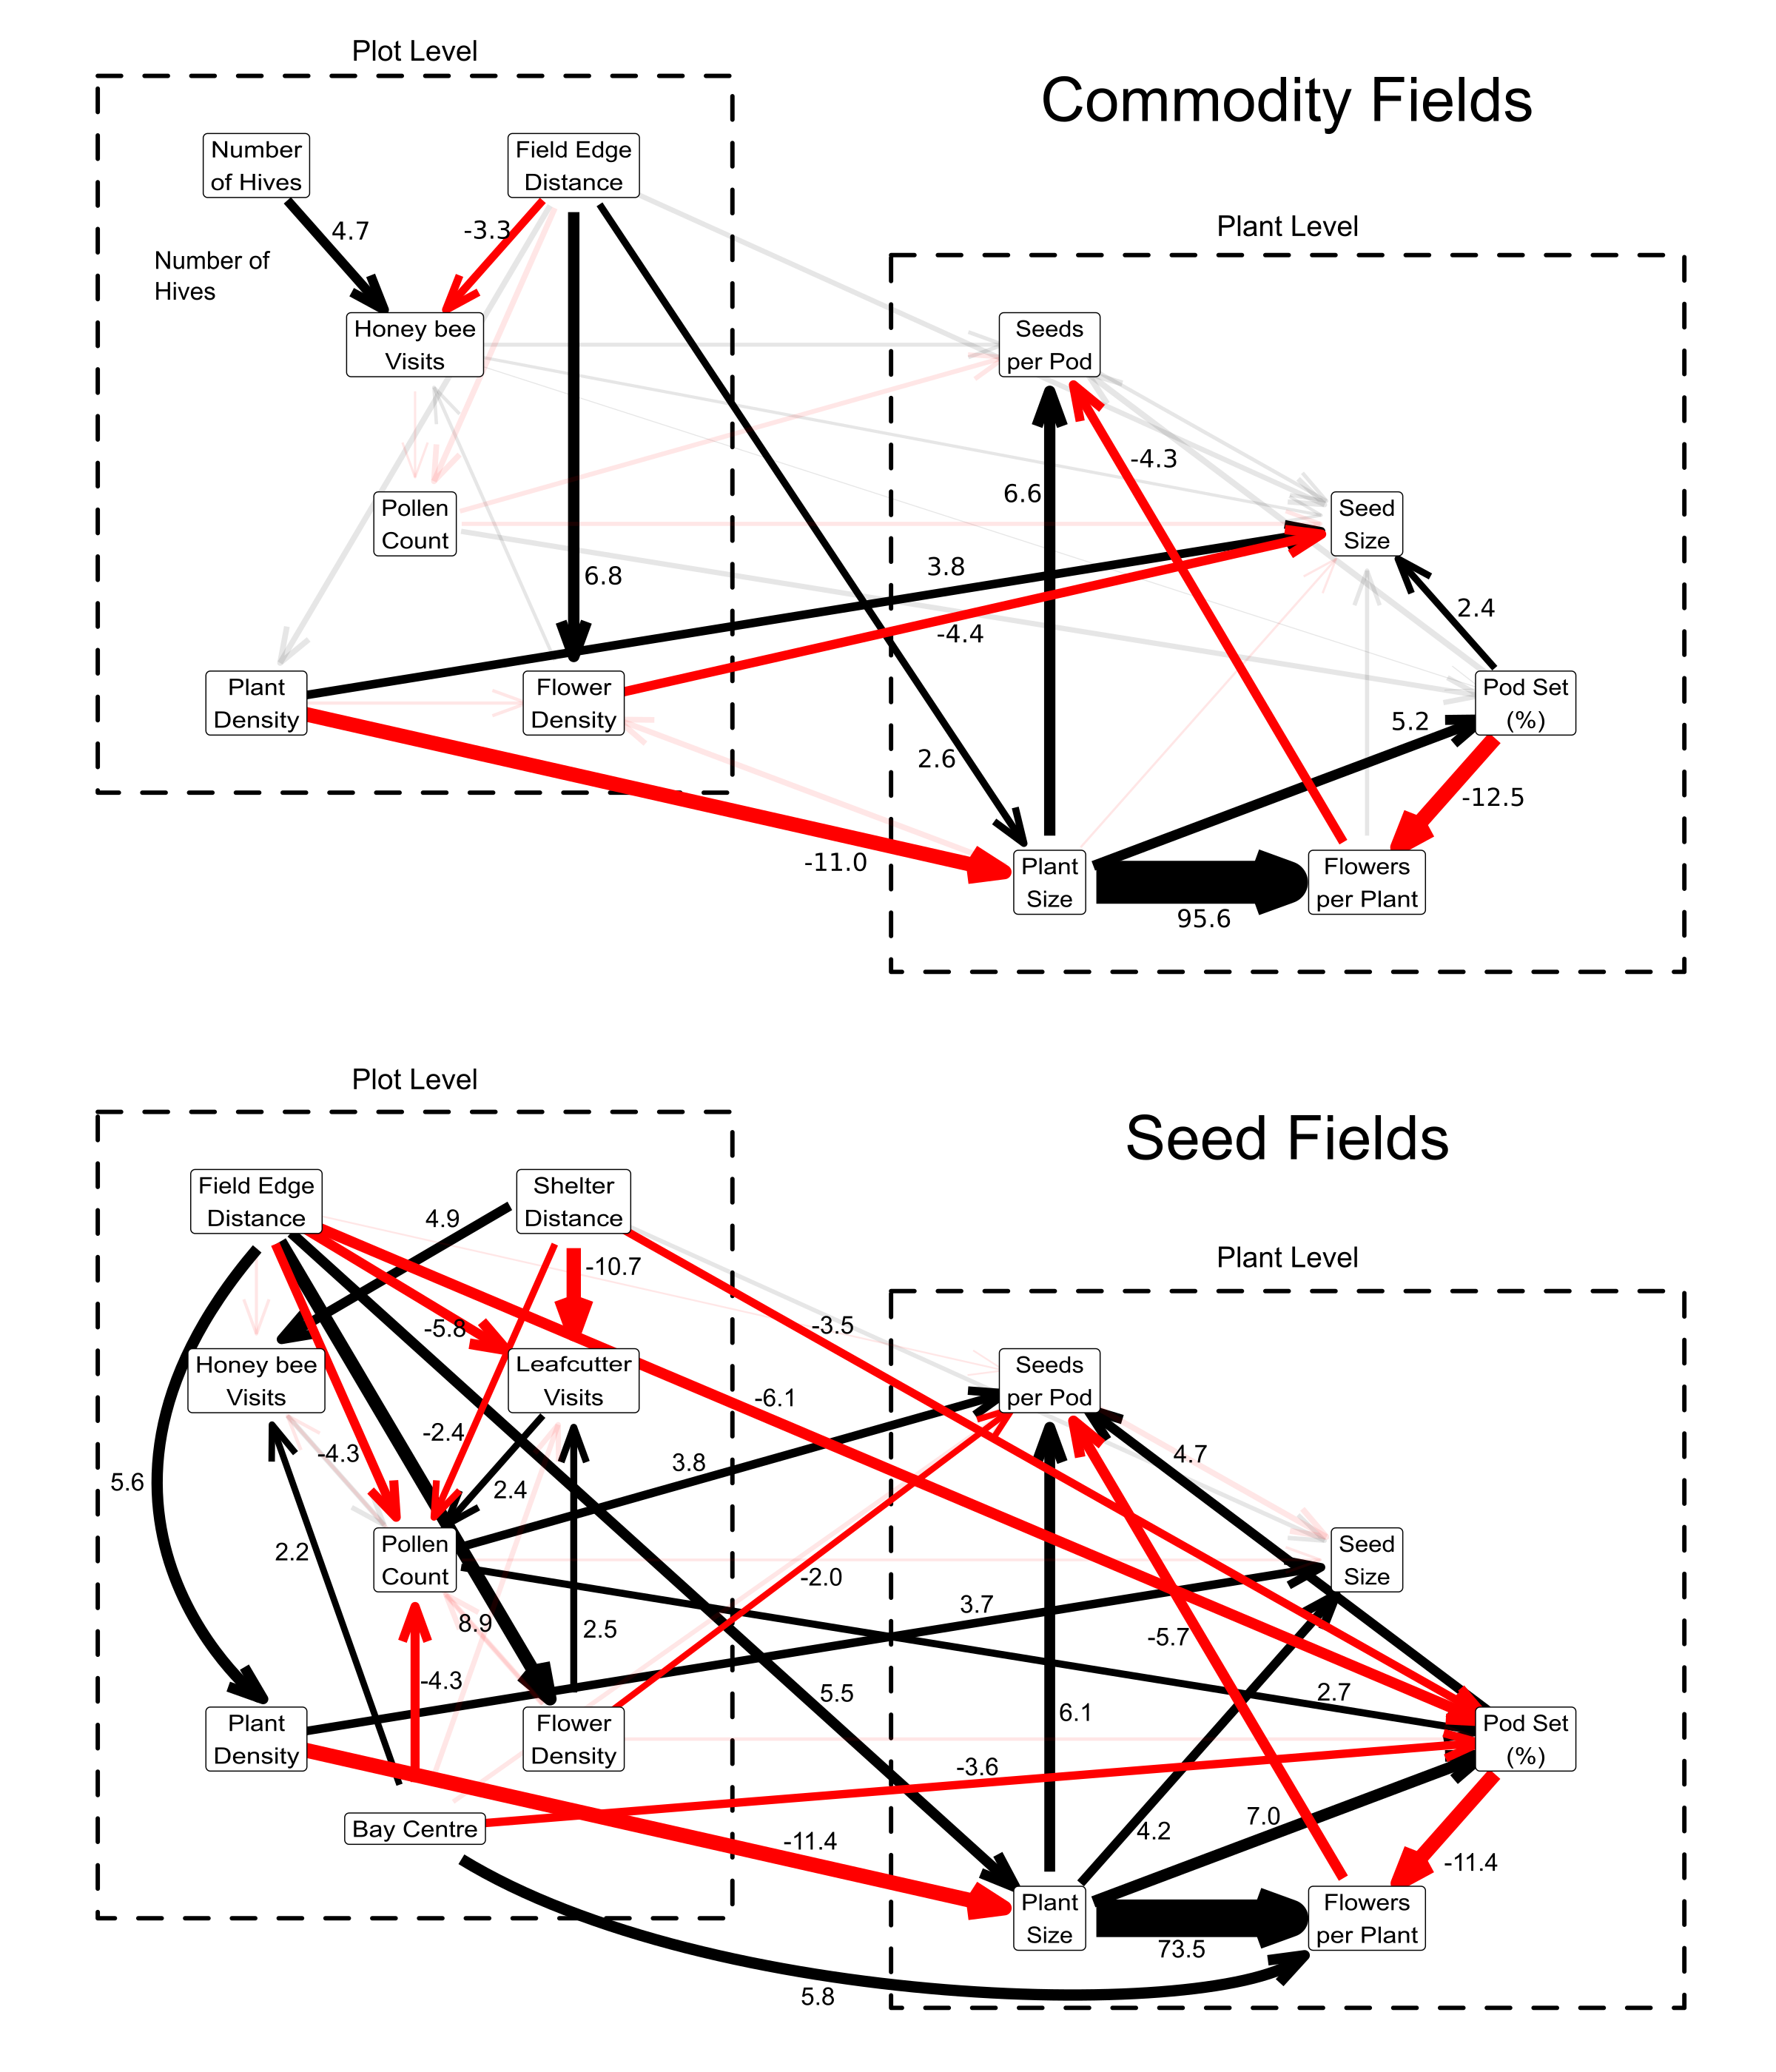 Plot Level
Commodity Fields
Number
of Hives
Field Edge
Distance
4.7
-3.3
Number of
Hives
Plant Level
Honey bee
Visits
Seeds
per Pod
-4.3
6.6
Pollen
Count
Seed
Size
6.8
3.8
2.4
-4.4
Plant
Density
Flower
Density
Pod Set
(%)
5.2
2.6
-12.5
-11.0
Plant
Size
Flowers
per Plant
95.6
Plot Level
Seed Fields
Field Edge
Distance
Shelter
Distance
4.9
-10.7
Plant Level
-5.8
-3.5
Honey bee
Visits
Leafcutter
Visits
Seeds
per Pod
-6.1
-2.4
-4.3
4.7
3.8
5.6
2.4
2.2
Pollen
Count
Seed
Size
-2.0
3.7
8.9
2.5
-5.7
-4.3
5.5
2.7
6.1
Plant
Density
Flower
Density
Pod Set
(%)
-3.6
Bay Centre
7.0
4.2
-11.4
-11.4
Plant
Size
Flowers
per Plant
73.5
5.8